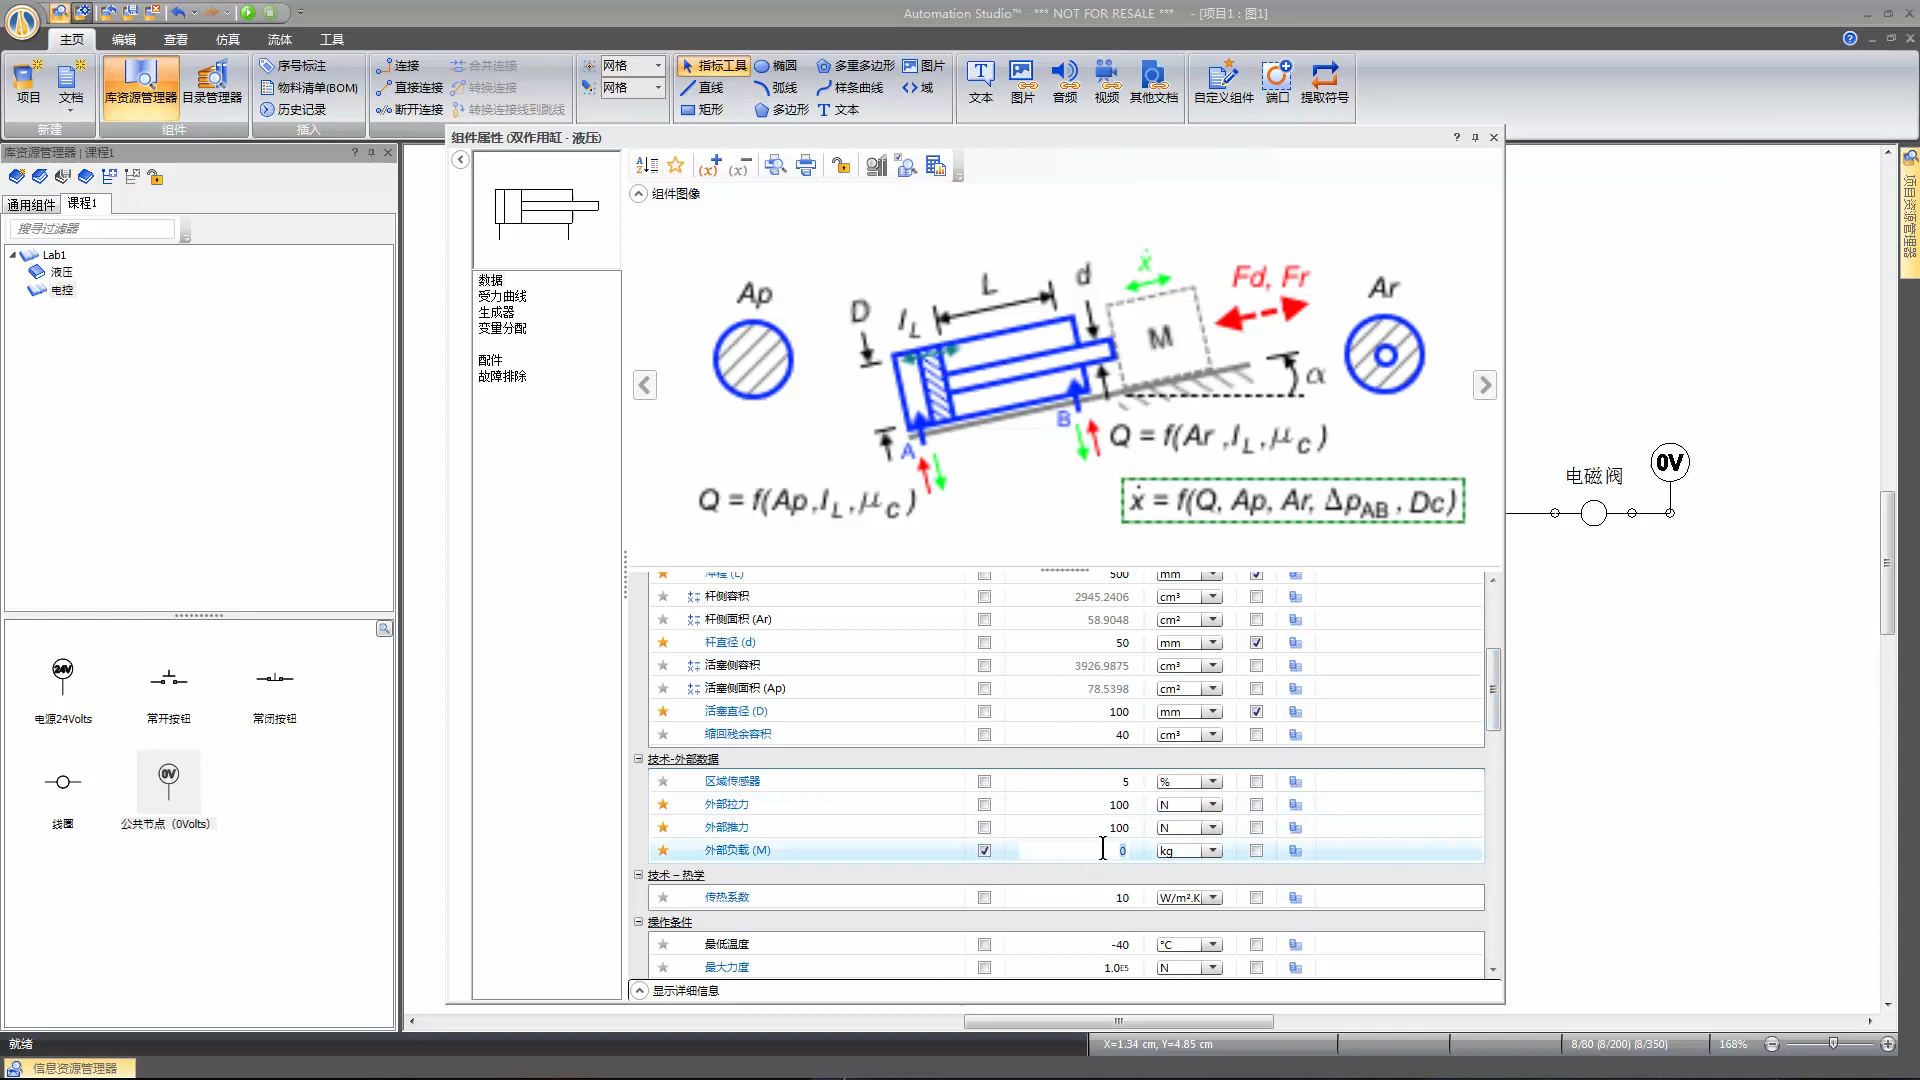 Automation Studio™ *** NOT FOR RESALE *** - [项目1 : 图1]
主页 编辑 查看 仿真 流体 工具
项目 文档 新建
库资源管理器 目录管理器 组件
序号标注
物料清单(BOM)
历史记录
插入
连接 合并连接
直接连接 转换连接
断开连接 转换连接线到跳线
网格
网格
指标工具 椭圆 多重多边形 图片
直线 弧线 样条曲线 域
矩形 多边形 文本
文本 图片 音频 视频 其他文档
自定义组件 端口 提取符号
库资源管理器 | 课程1
通用组件 课程1
搜寻过滤器
Lab1
液压
电控
24V 电源24Volts
常开按钮
常闭按钮
线圈
0V 公共节点（0Volts）
组件属性 (双作用缸 - 液压)
数据
受力曲线
生成器
变量分配
配件
故障排除
组件图像
Ap D lL L d ẋ M Fd, Fr Ar α
A B
Q = f(Ar ,lL ,μC)
Q = f(Ap,lL ,μC)
ẋ = f(Q, Ap, Ar, ΔpAB , Dc)
冲程 (L) 500 mm
杆侧容积 2945.2406 cm³
杆侧面积 (Ar) 58.9048 cm²
杆直径 (d) 50 mm
活塞侧容积 3926.9875 cm³
活塞侧面积 (Ap) 78.5398 cm²
活塞直径 (D) 100 mm
缩回残余容积 40 cm³
技术-外部数据
区域传感器 5 %
外部拉力 100 N
外部推力 100 N
外部负载 (M) 0 kg
技术 – 热学
传热系数 10 W/m².K
操作条件
最低温度 -40 °C
最大力度 1.0E5 N
显示详细信息
电磁阀 0V
项目资源管理器
就绪 X=1.34 cm, Y=4.85 cm 8/80 (8/200) (8/350) 168%
信息资源管理器